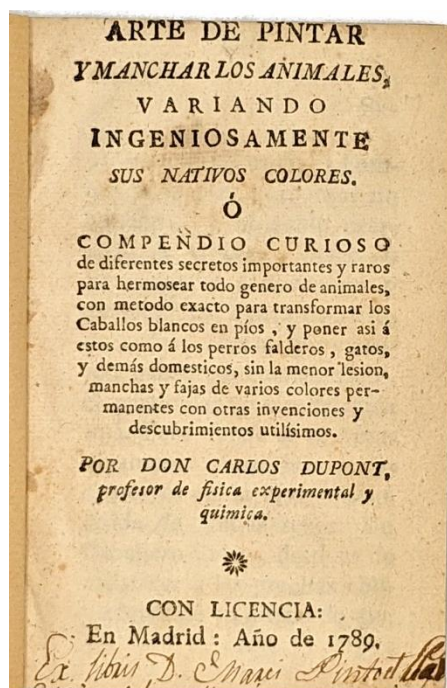 ARTE DE PINTAR
Y MANCHAR LOS ANIMALES,
VARIANDO
INGENIOSAMENTE
SUS NATIVOS COLORES.
Ó
COMPENDIO CURIOSO
de diferentes secretos importantes y raros
para hermosear todo genero de animales,
con metodo exacto para transformar los
Caballos blancos en píos, y poner asi á
estos como á los perros falderos, gatos,
y demás domesticos, sin la menor lesion,
manchas y fajas de varios colores per-
manentes con otras invenciones y
descubrimientos utilísimos.
POR DON CARLOS DUPONT,
profesor de fisica experimental y
quimica.
CON LICENCIA:
En Madrid: Año de 1789.
Ex libris D.